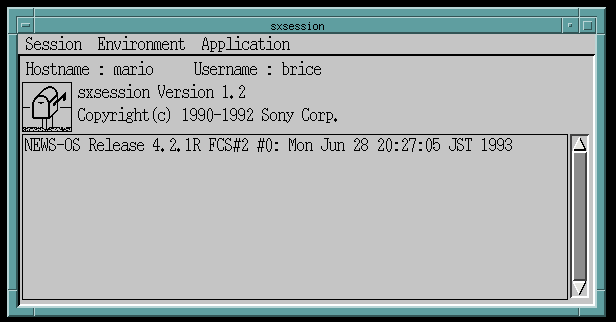 sxsession
Session Environment Application
Hostname : mario Username : brice
sxsession Version 1.2
Copyright(c) 1990-1992 Sony Corp.
NEWS-OS Release 4.2.1R FCS#2 #0: Mon Jun 28 20:27:05 JST 1993